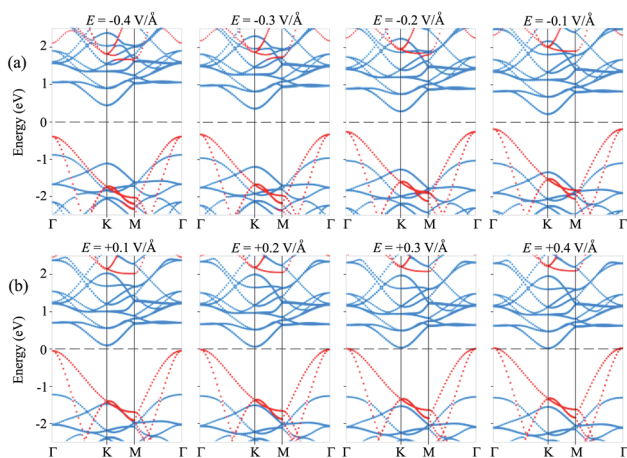 E = -0.4 V/Å E = -0.3 V/Å E = -0.2 V/Å E = -0.1 V/Å
(a)
Energy (eV)
2
1
0
-1
-2
Γ K M Γ Γ K M Γ Γ K M Γ Γ K M Γ
E = +0.1 V/Å E = +0.2 V/Å E = +0.3 V/Å E = +0.4 V/Å
(b)
Energy (eV)
2
1
0
-1
-2
Γ K M Γ Γ K M Γ Γ K M Γ Γ K M Γ